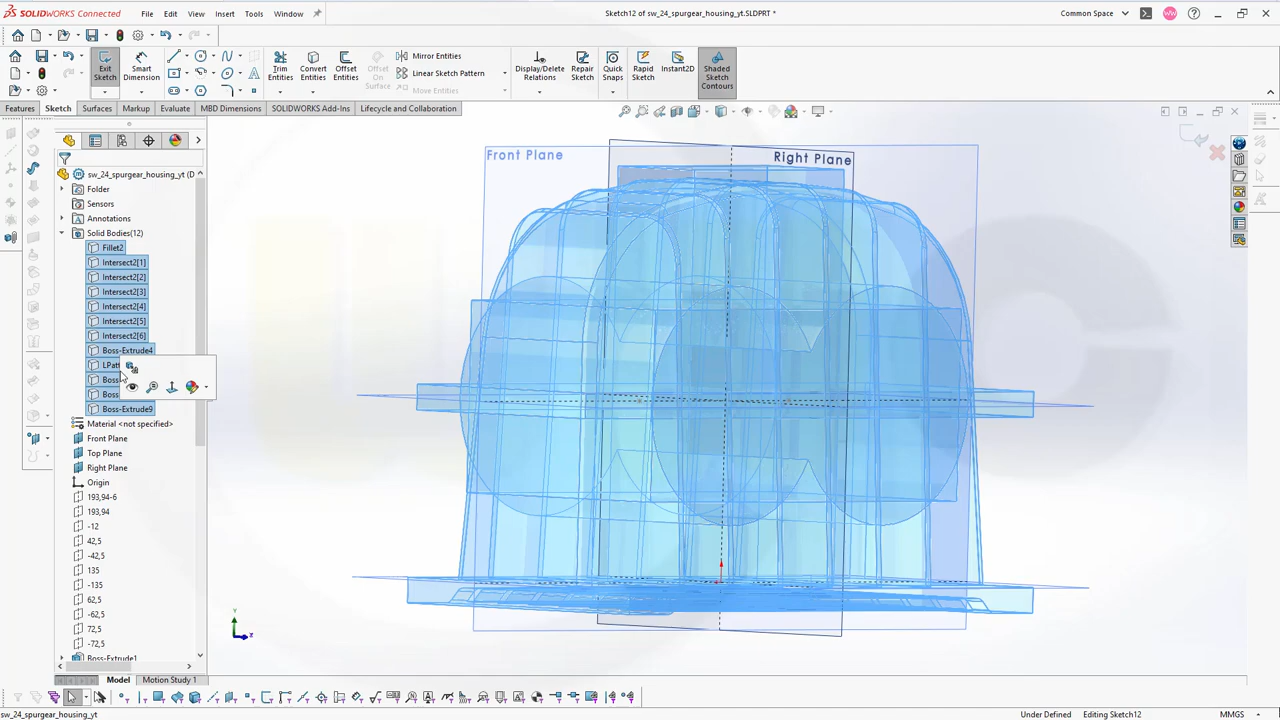 SOLIDWORKS CONNECTED
File Edit View Insert Tools Window
Sketch12 of sw_24_spurgear_housing_yt.SLDPRT *
Common Space
WW
Exit Sketch
Smart Dimension
Trim Entities
Convert Entities
Offset Entities
Offset On Surface
Mirror Entities
Linear Sketch Pattern
Move Entities
Display/Delete Relations
Repair Sketch
Quick Snaps
Rapid Sketch
Instant2D
Shaded Sketch Contours
Features Sketch Surfaces Markup Evaluate MBD Dimensions SOLIDWORKS Add-Ins Lifecycle and Collaboration
Front Plane
Right Plane
sw_24_spurgear_housing_yt (D
Folder
Sensors
Annotations
Solid Bodies(12)
Fillet2
Intersect2[1]
Intersect2[2]
Intersect2[3]
Intersect2[4]
Intersect2[5]
Intersect2[6]
Boss-Extrude4
LPatt
Boss
Boss
Boss-Extrude9
Material <not specified>
Front Plane
Top Plane
Right Plane
Origin
193,94-6
193,94
-12
42,5
-42,5
135
-135
62,5
-62,5
72,5
-72,5
Boss-Extrude1
Y
Z
Model Motion Study 1
sw_24_spurgear_housing_yt
Under Defined Editing Sketch12 MMGS